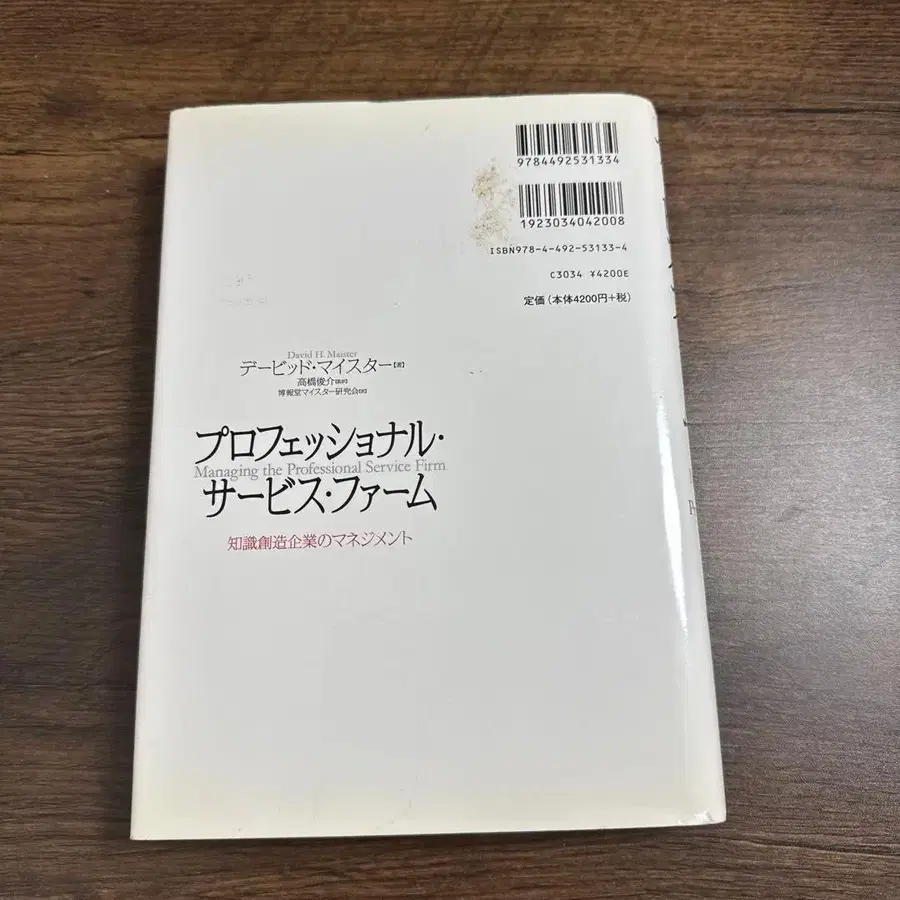 9784492531334
1923034042008
ISBN978-4-492-53133-4
C3034 ¥4200E
定価(本体4200円+税)
David H. Maister
デービッド・マイスター【著】
高橋俊介【監訳】
博報堂マイスター研究会【訳】
プロフェッショナル・
Managing the Professional Service Firm
サービス・ファーム
知識創造企業のマネジメント